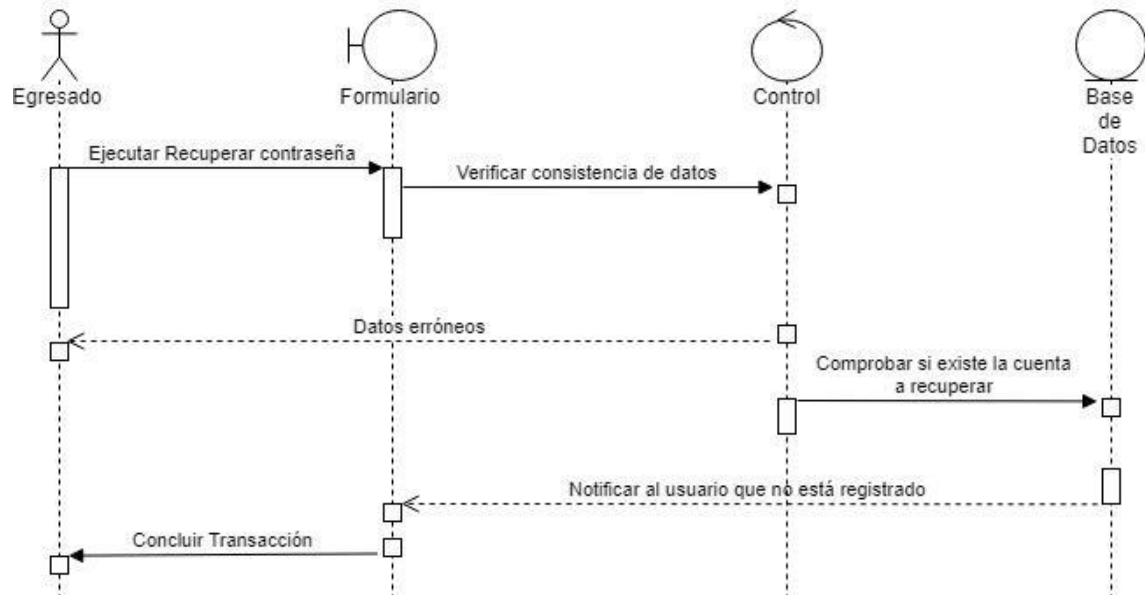 Egresado
Formulario
Control
Base
de
Datos
Ejecutar Recuperar contraseña
Verificar consistencia de datos
Datos erróneos
Comprobar si existe la cuenta
a recuperar
Notificar al usuario que no está registrado
Concluir Transacción